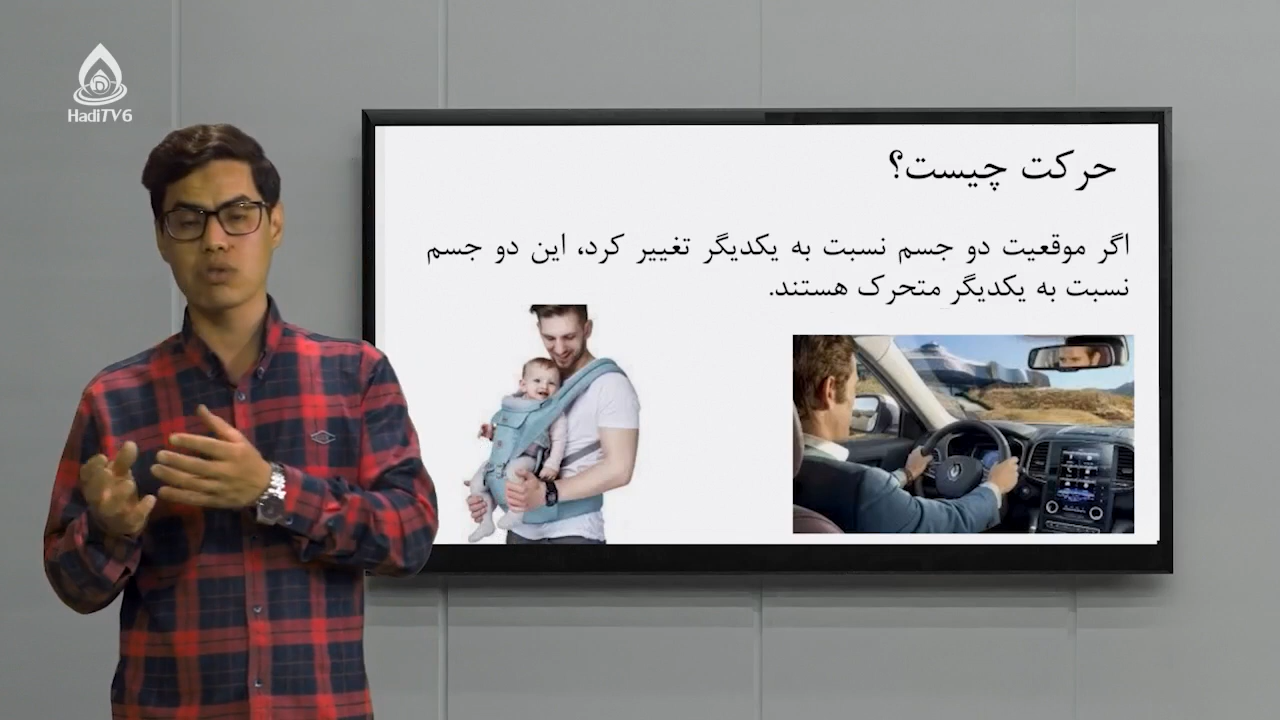 HadiTV6
حرکت چیست؟
اگر موقعیت دو جسم نسبت به یکدیگر تغییر کرد، این دو جسم
نسبت به یکدیگر متحرک هستند.